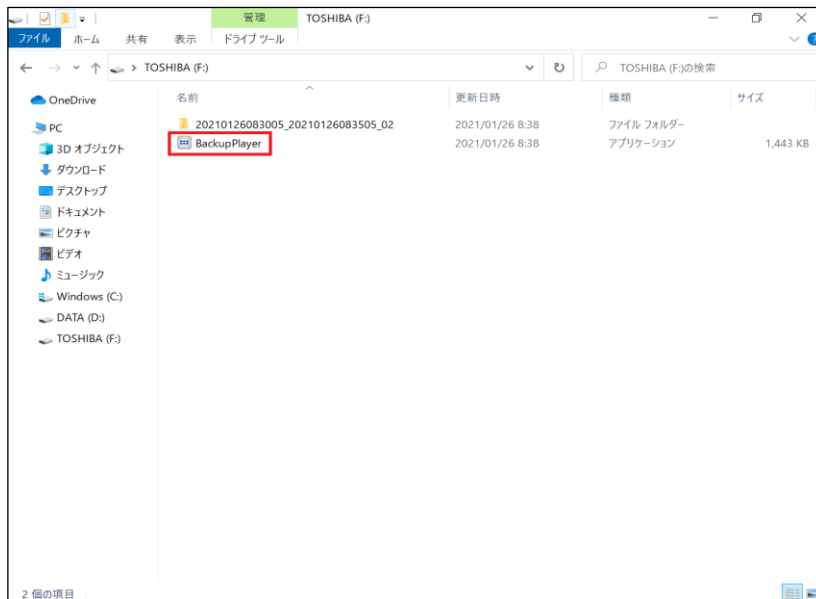 管理 TOSHIBA (F:)
ファイル ホーム 共有 表示 ドライブ ツール
TOSHIBA (F:) TOSHIBA (F:)の検索
名前 更新日時 種類 サイズ
OneDrive
PC
3D オブジェクト
ダウンロード
デスクトップ
ドキュメント
ピクチャ
ビデオ
ミュージック
Windows (C:)
DATA (D:)
TOSHIBA (F:)
20210126083005_20210126083505_02 2021/01/26 8:38 ファイル フォルダー
BackupPlayer 2021/01/26 8:38 アプリケーション 1,443 KB
2 個の項目